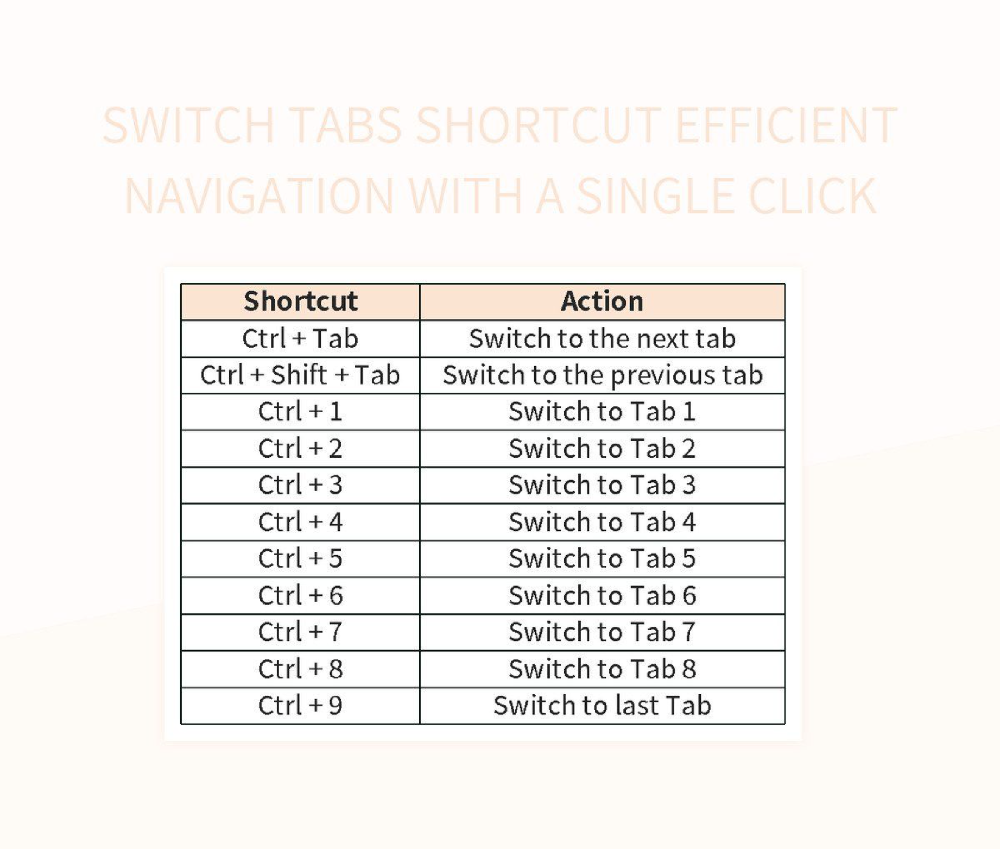 SWITCH TABS SHORTCUT EFFICIENT
NAVIGATION WITH A SINGLE CLICK
Shortcut Action
Ctrl + Tab Switch to the next tab
Ctrl + Shift + Tab Switch to the previous tab
Ctrl + 1 Switch to Tab 1
Ctrl + 2 Switch to Tab 2
Ctrl + 3 Switch to Tab 3
Ctrl + 4 Switch to Tab 4
Ctrl + 5 Switch to Tab 5
Ctrl + 6 Switch to Tab 6
Ctrl + 7 Switch to Tab 7
Ctrl + 8 Switch to Tab 8
Ctrl + 9 Switch to last Tab